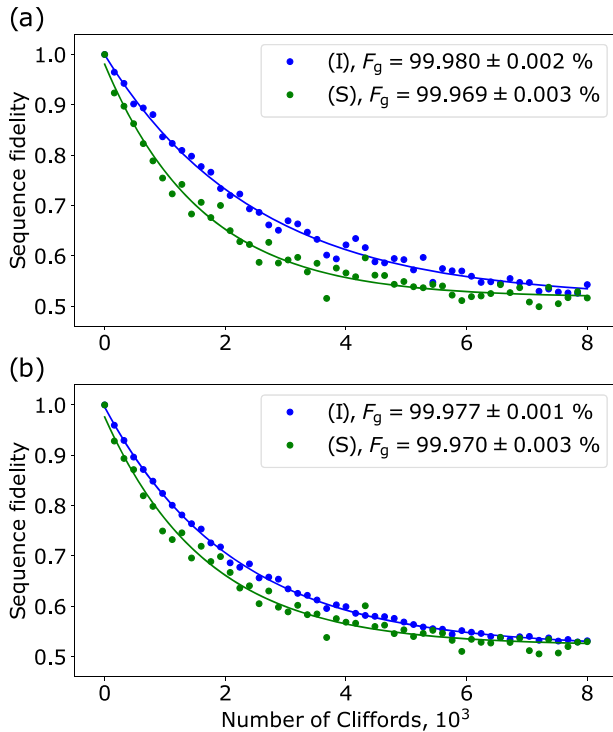 (a)
1.0
0.9
0.8
0.7
0.6
0.5
Sequence fidelity
(I), F_g = 99.980 ± 0.002 %
(S), F_g = 99.969 ± 0.003 %
0 2 4 6 8
(b)
1.0
0.9
0.8
0.7
0.6
0.5
Sequence fidelity
(I), F_g = 99.977 ± 0.001 %
(S), F_g = 99.970 ± 0.003 %
0 2 4 6 8
Number of Cliffords, 10³